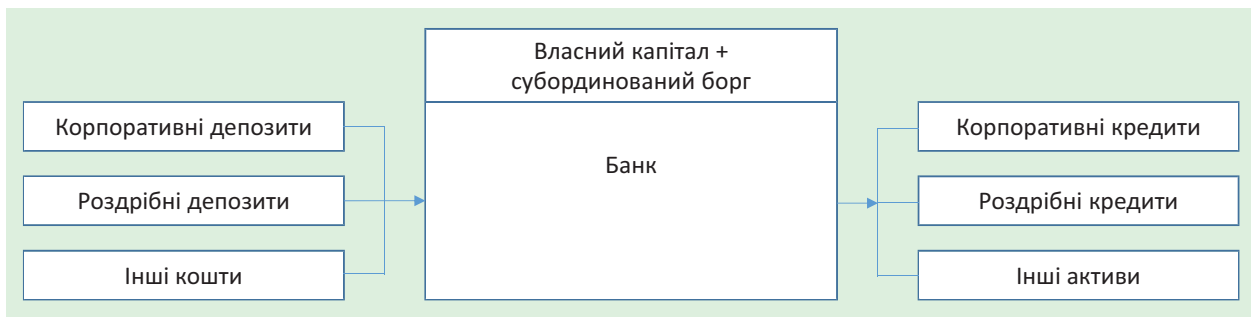 Власний капітал +
субординований борг
Корпоративні депозити
Роздрібні депозити
Інші кошти
Банк
Корпоративні кредити
Роздрібні кредити
Інші активи